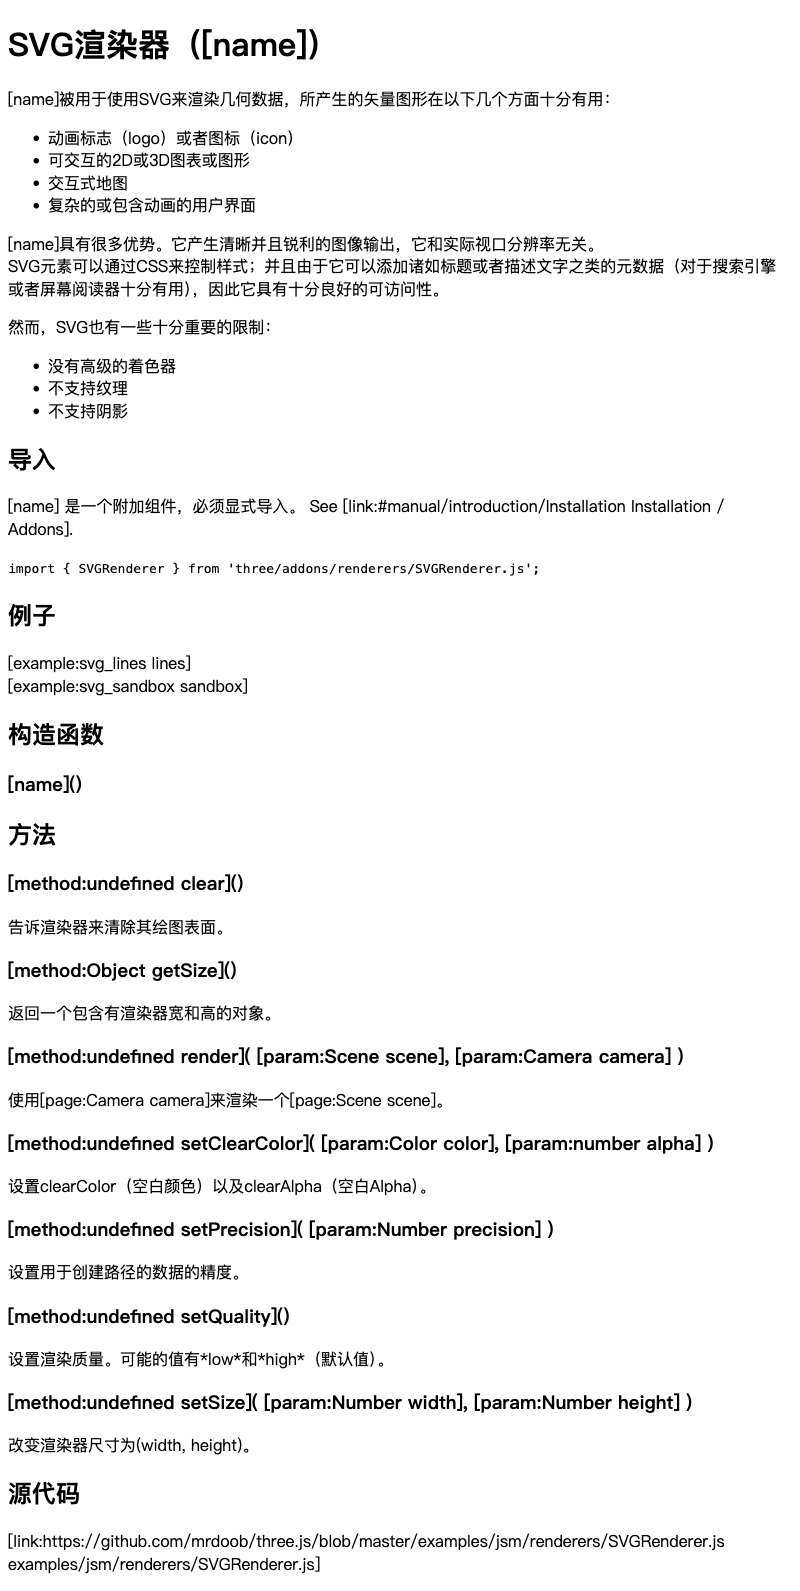 SVG渲染器（[name]）
[name]被用于使用SVG来渲染几何数据，所产生的矢量图形在以下几个方面十分有用：
• 动画标志（logo）或者图标（icon）
• 可交互的2D或3D图表或图形
• 交互式地图
• 复杂的或包含动画的用户界面
[name]具有很多优势。它产生清晰并且锐利的图像输出，它和实际视口分辨率无关。
SVG元素可以通过CSS来控制样式；并且由于它可以添加诸如标题或者描述文字之类的元数据（对于搜索引擎
或者屏幕阅读器十分有用），因此它具有十分良好的可访问性。
然而，SVG也有一些十分重要的限制：
• 没有高级的着色器
• 不支持纹理
• 不支持阴影
导入
[name] 是一个附加组件，必须显式导入。 See [link:#manual/introduction/Installation Installation /
Addons].
import { SVGRenderer } from 'three/addons/renderers/SVGRenderer.js';
例子
[example:svg_lines lines]
[example:svg_sandbox sandbox]
构造函数
[name]()
方法
[method:undefined clear]()
告诉渲染器来清除其绘图表面。
[method:Object getSize]()
返回一个包含有渲染器宽和高的对象。
[method:undefined render]( [param:Scene scene], [param:Camera camera] )
使用[page:Camera camera]来渲染一个[page:Scene scene]。
[method:undefined setClearColor]( [param:Color color], [param:number alpha] )
设置clearColor（空白颜色）以及clearAlpha（空白Alpha）。
[method:undefined setPrecision]( [param:Number precision] )
设置用于创建路径的数据的精度。
[method:undefined setQuality]()
设置渲染质量。可能的值有*low*和*high*（默认值）。
[method:undefined setSize]( [param:Number width], [param:Number height] )
改变渲染器尺寸为(width, height)。
源代码
[link:https://github.com/mrdoob/three.js/blob/master/examples/jsm/renderers/SVGRenderer.js
examples/jsm/renderers/SVGRenderer.js]